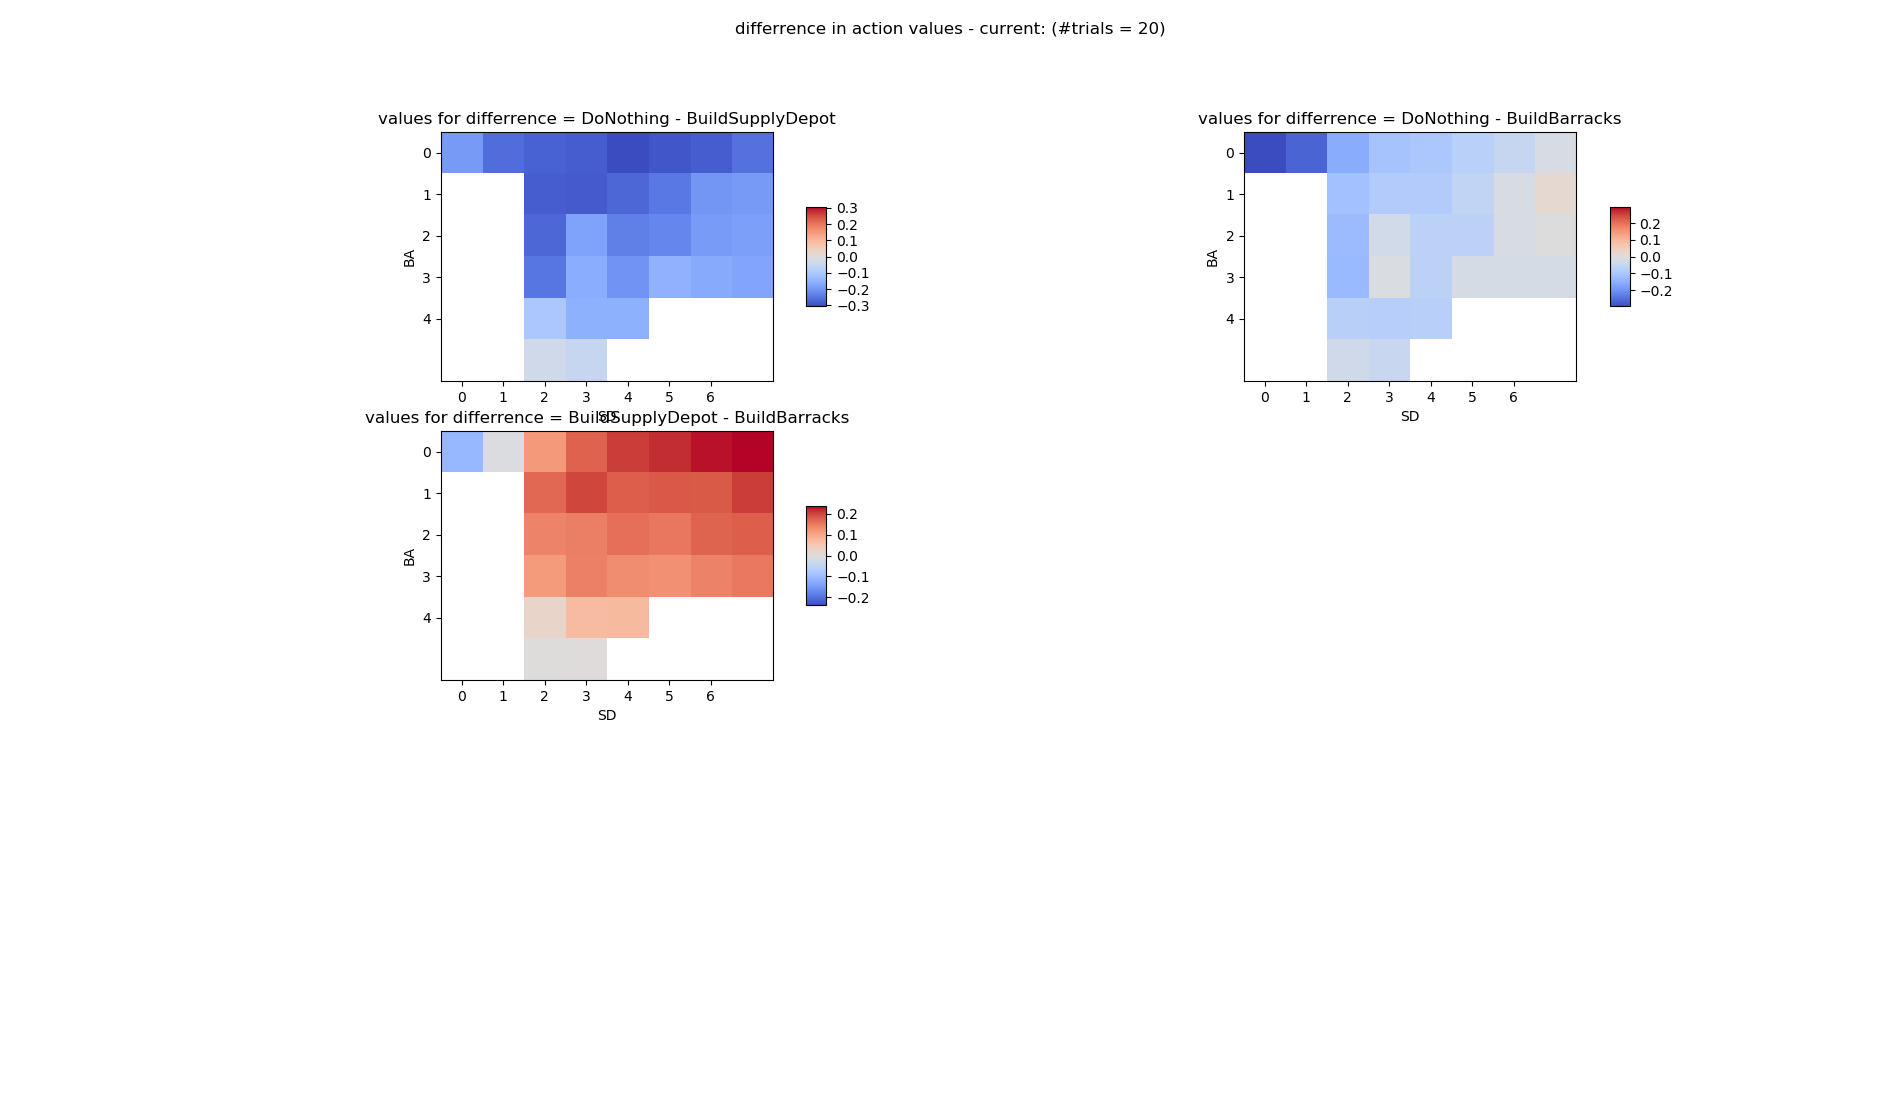 difference in action values - current: (#trials = 20)
values for differrence = DoNothing - BuildSupplyDepot
0
1
2
3
4
BA
0 1 2 3 4 5 6
SD
0.3
0.2
0.1
0.0
−0.1
−0.2
−0.3
values for differrence = DoNothing - BuildBarracks
0
1
2
3
4
BA
0 1 2 3 4 5 6
SD
0.2
0.1
0.0
−0.1
−0.2
values for differrence = BuildSupplyDepot - BuildBarracks
0
1
2
3
4
BA
0 1 2 3 4 5 6
SD
0.2
0.1
0.0
−0.1
−0.2